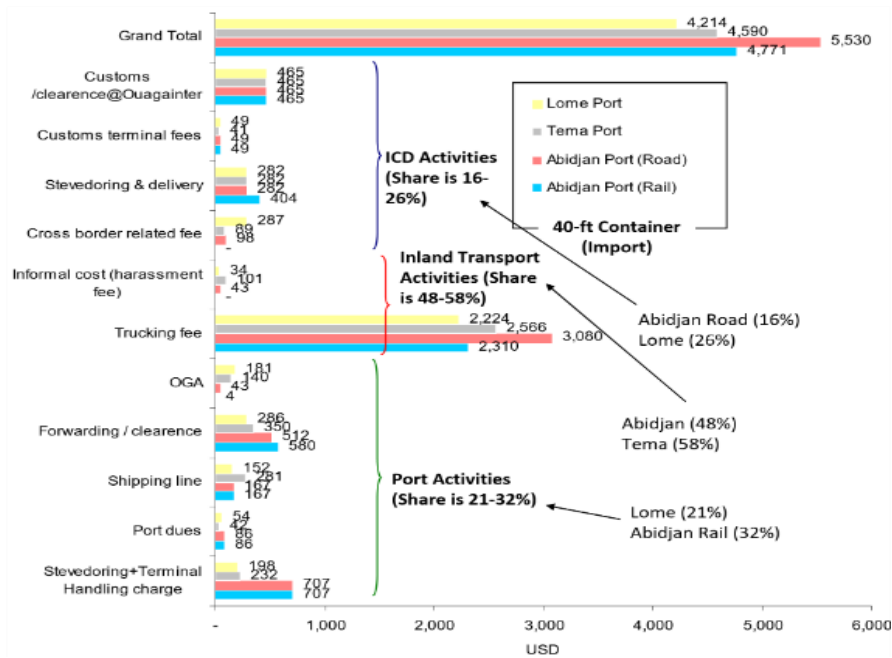 Grand Total
4,214
4,590
5,530
4,771
Customs
/clearence@Ouagainter
465
465
465
465
Customs terminal fees
49
41
49
49
Stevedoring & delivery
282
282
282
404
Cross border related fee
287
89
98
-
Informal cost (harassment
fee)
34
101
43
-
Trucking fee
2,224
2,566
3,080
2,310
OGA
181
140
43
4
Forwarding / clearence
286
350
512
580
Shipping line
152
281
167
167
Port dues
54
42
86
86
Stevedoring+Terminal
Handling charge
198
232
707
707
ICD Activities
(Share is 16-
26%)
Inland Transport
Activities (Share
is 48-58%)
Port Activities
(Share is 21-32%)
Lome Port
Tema Port
Abidjan Port (Road)
Abidjan Port (Rail)
40-ft Container
(Import)
Abidjan Road (16%)
Lome (26%)
Abidjan (48%)
Tema (58%)
Lome (21%)
Abidjan Rail (32%)
- 1,000 2,000 3,000 4,000 5,000 6,000
USD